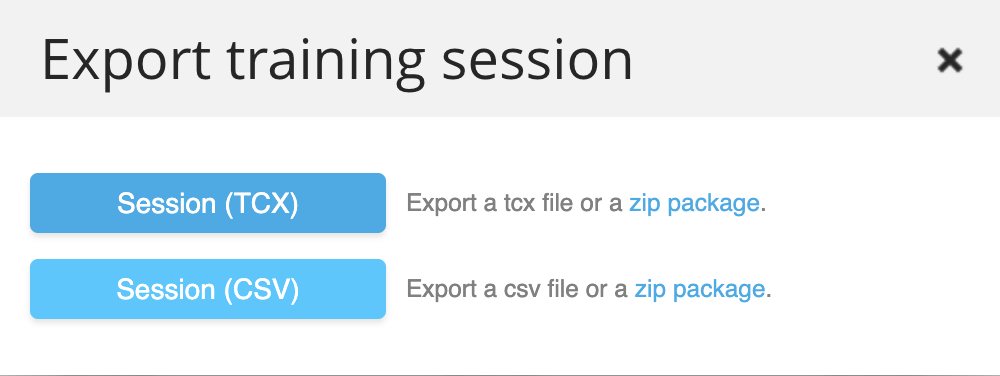 Export training session
Session (TCX) Export a tcx file or a zip package.
Session (CSV) Export a csv file or a zip package.